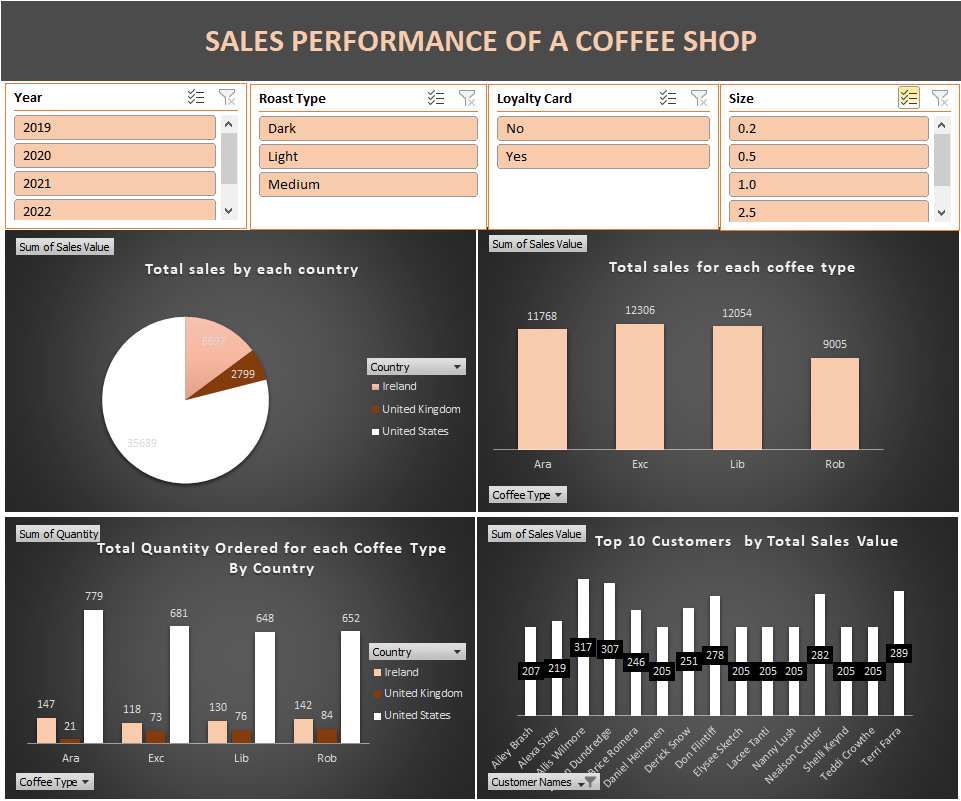 SALES PERFORMANCE OF A COFFEE SHOP
Year
2019
2020
2021
2022
Roast Type
Dark
Light
Medium
Loyalty Card
No
Yes
Size
0.2
0.5
1.0
2.5
Sum of Sales Value
Total sales by each country
6697
2799
35639
Country
Ireland
United Kingdom
United States
Sum of Sales Value
Total sales for each coffee type
11768
12306
12054
9005
Ara
Exc
Lib
Rob
Coffee Type
Sum of Quantity
Total Quantity Ordered for each Coffee Type
By Country
779
681
648
652
147
21
118
73
130
76
142
84
Ara
Exc
Lib
Rob
Country
Ireland
United Kingdom
United States
Coffee Type
Sum of Sales Value
Top 10 Customers by Total Sales Value
207
219
317
307
246
205
251
278
205
205
205
282
205
205
289
Ailey Brash
Alexa Sizey
Allis Wilmore
Dundredge
Brice Romera
Daniel Heinonen
Derick Snow
Don Flintiff
Elysee Sketch
Lacee Tanti
Nanny Lush
Nealson Cuttler
Shelli Keynd
Teddi Crowthe
Terri Farra
Customer Names